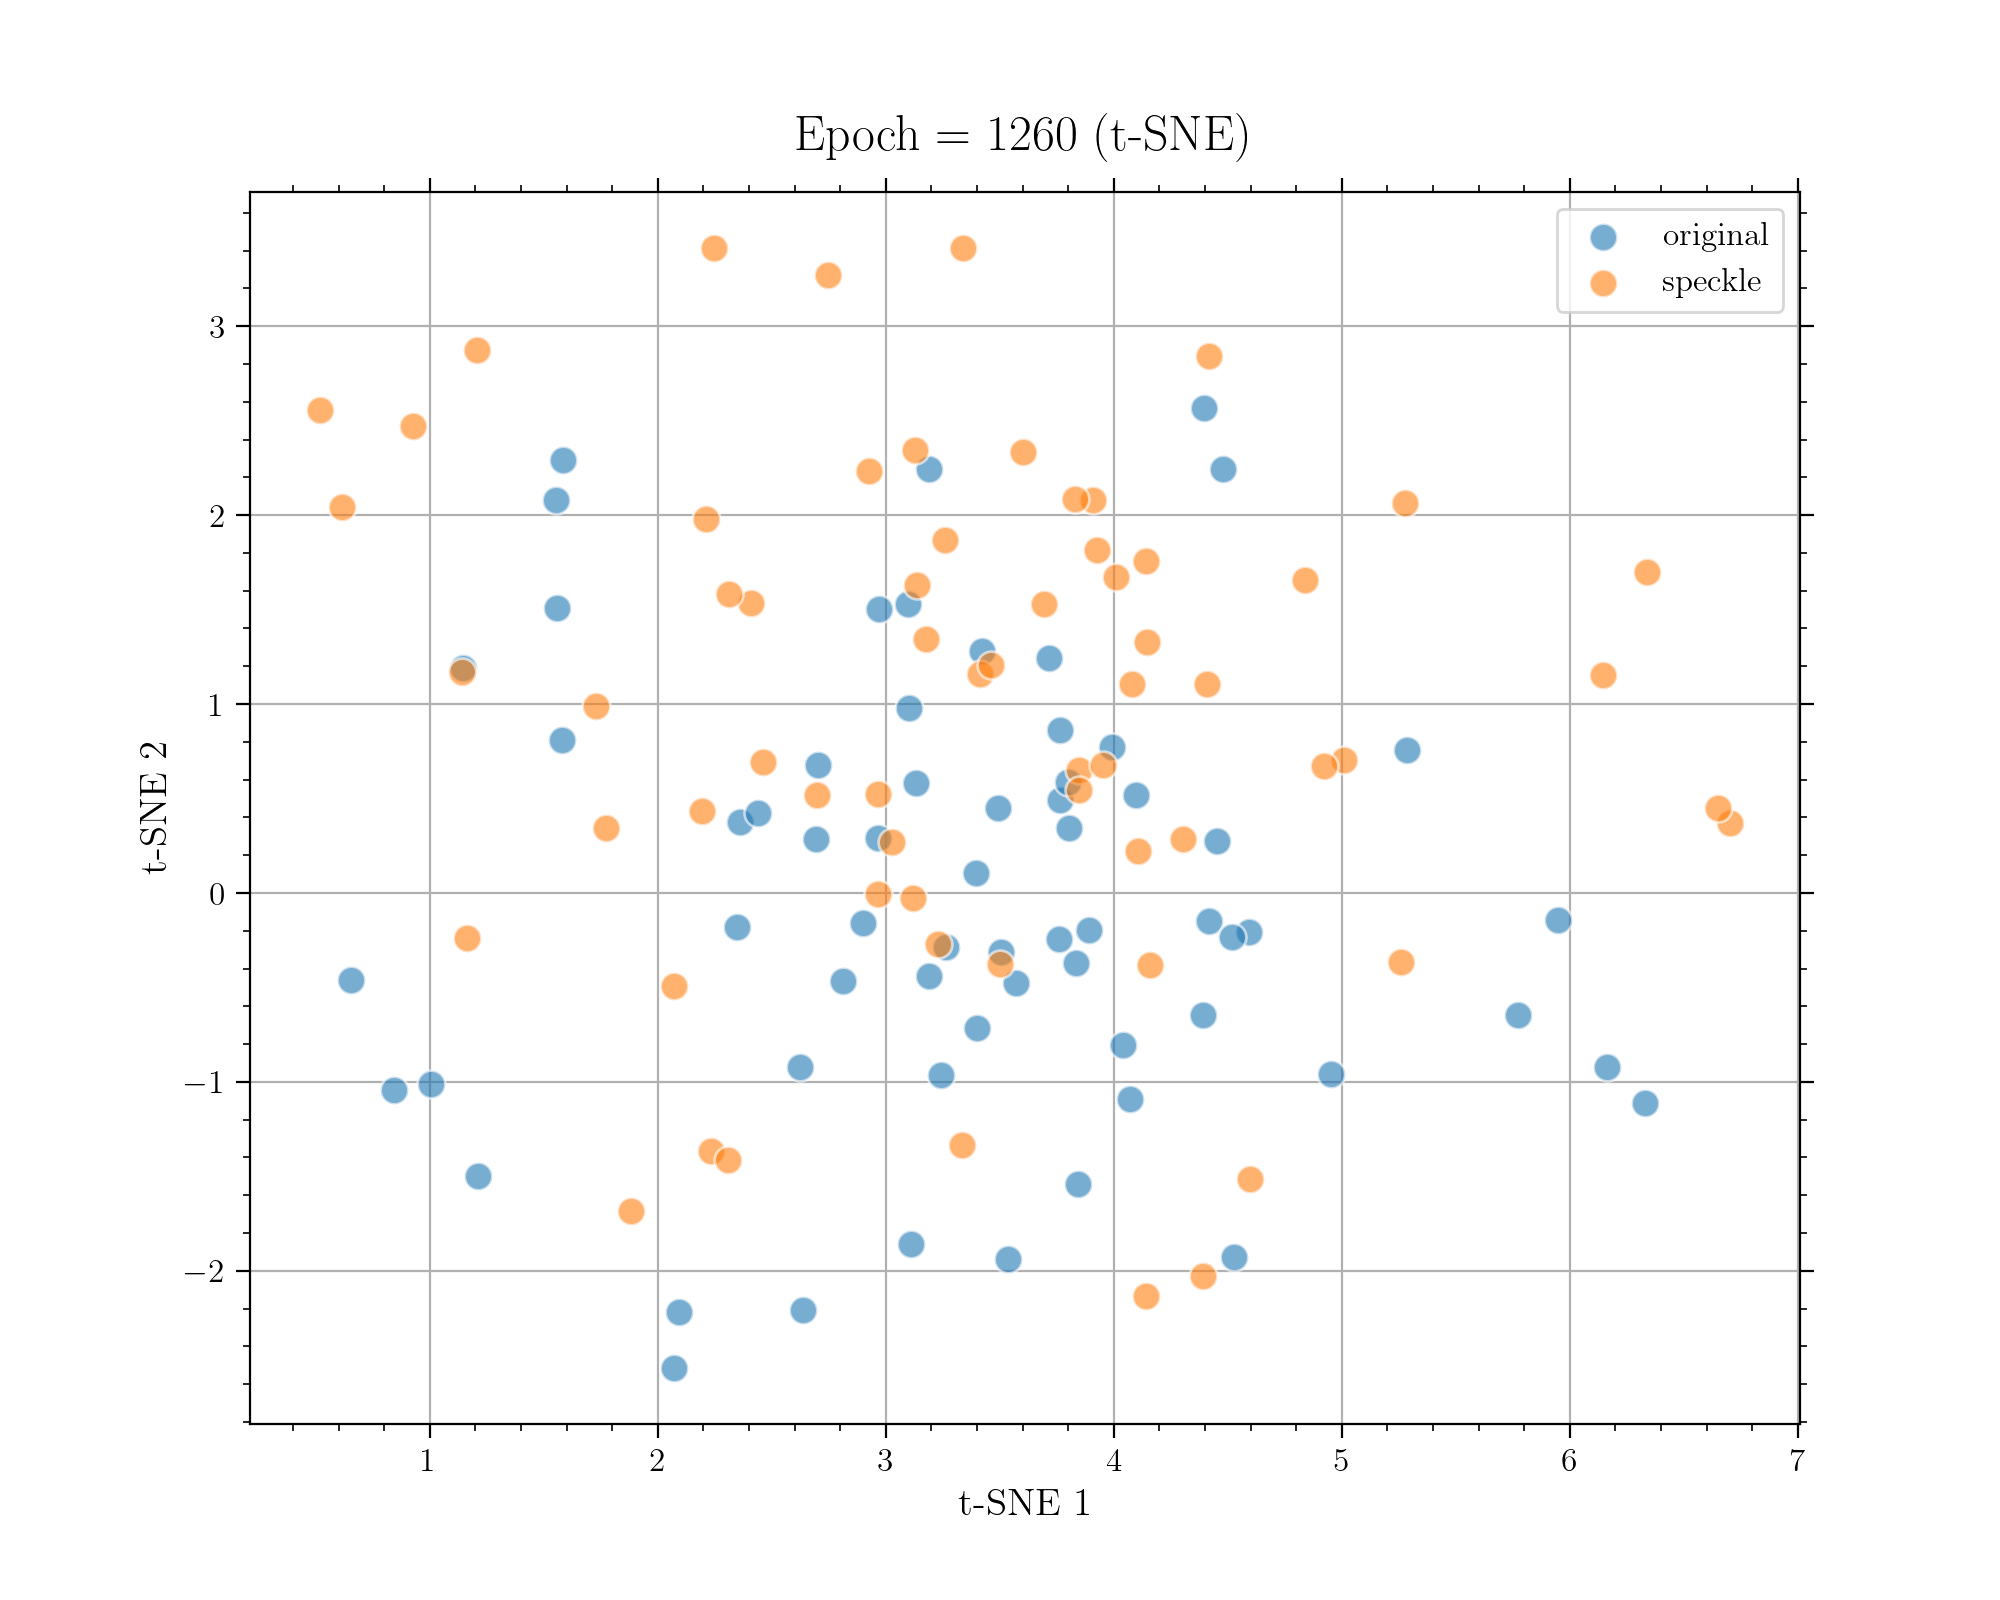 Epoch = 1260 (t-SNE)
original
speckle
3
2
1
0
−1
−2
t-SNE 2
1 2 3 4 5 6 7
t-SNE 1